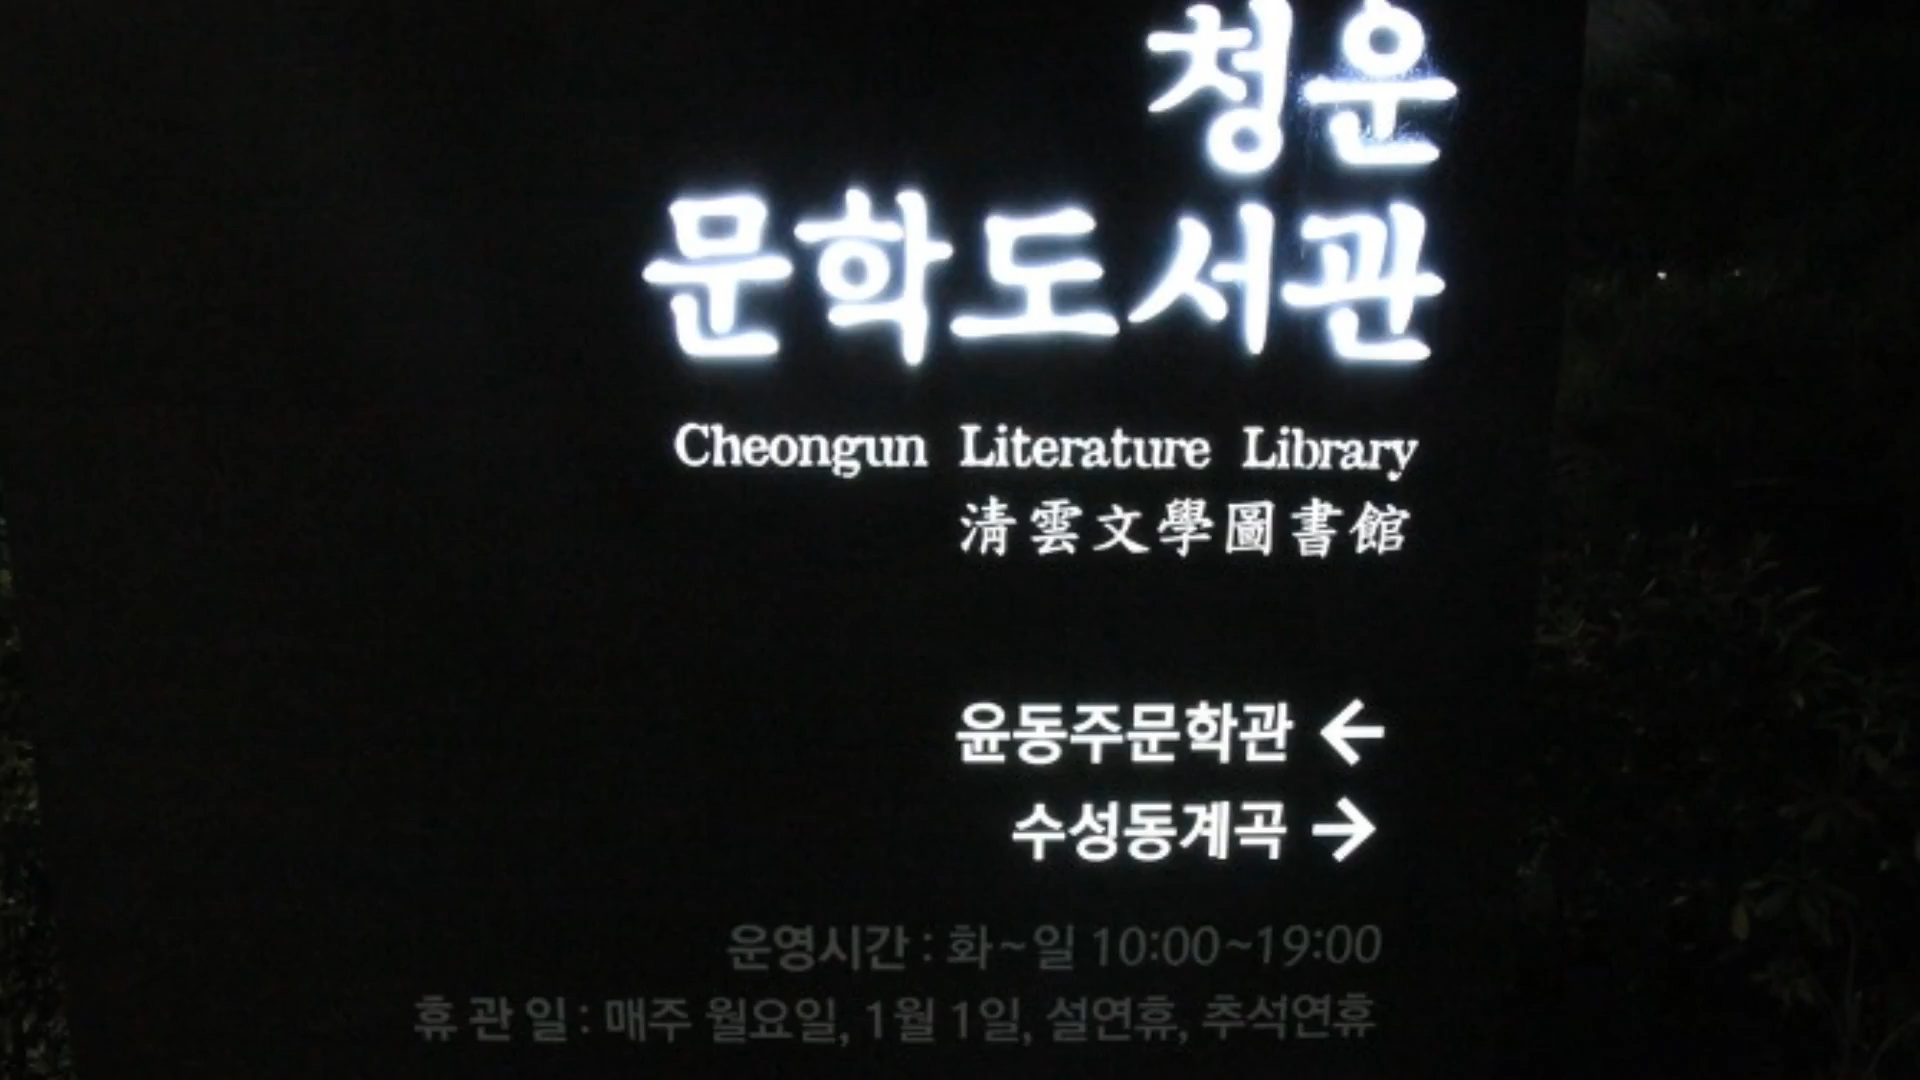 청운
문학도서관
Cheongun Literature Library
淸雲文學圖書館
윤동주문학관 ←
수성동계곡 →
운영시간 : 화~일 10:00~19:00
휴 관 일 : 매주 월요일, 1월 1일, 설연휴, 추석연휴